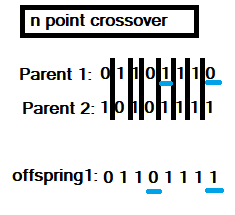 n point crossover
Parent 1: 0 1 1 0 1 1 1 0
Parent 2: 1 0 1 0 1 1 1 1
offspring1: 0 1 1 0 1 1 1 1